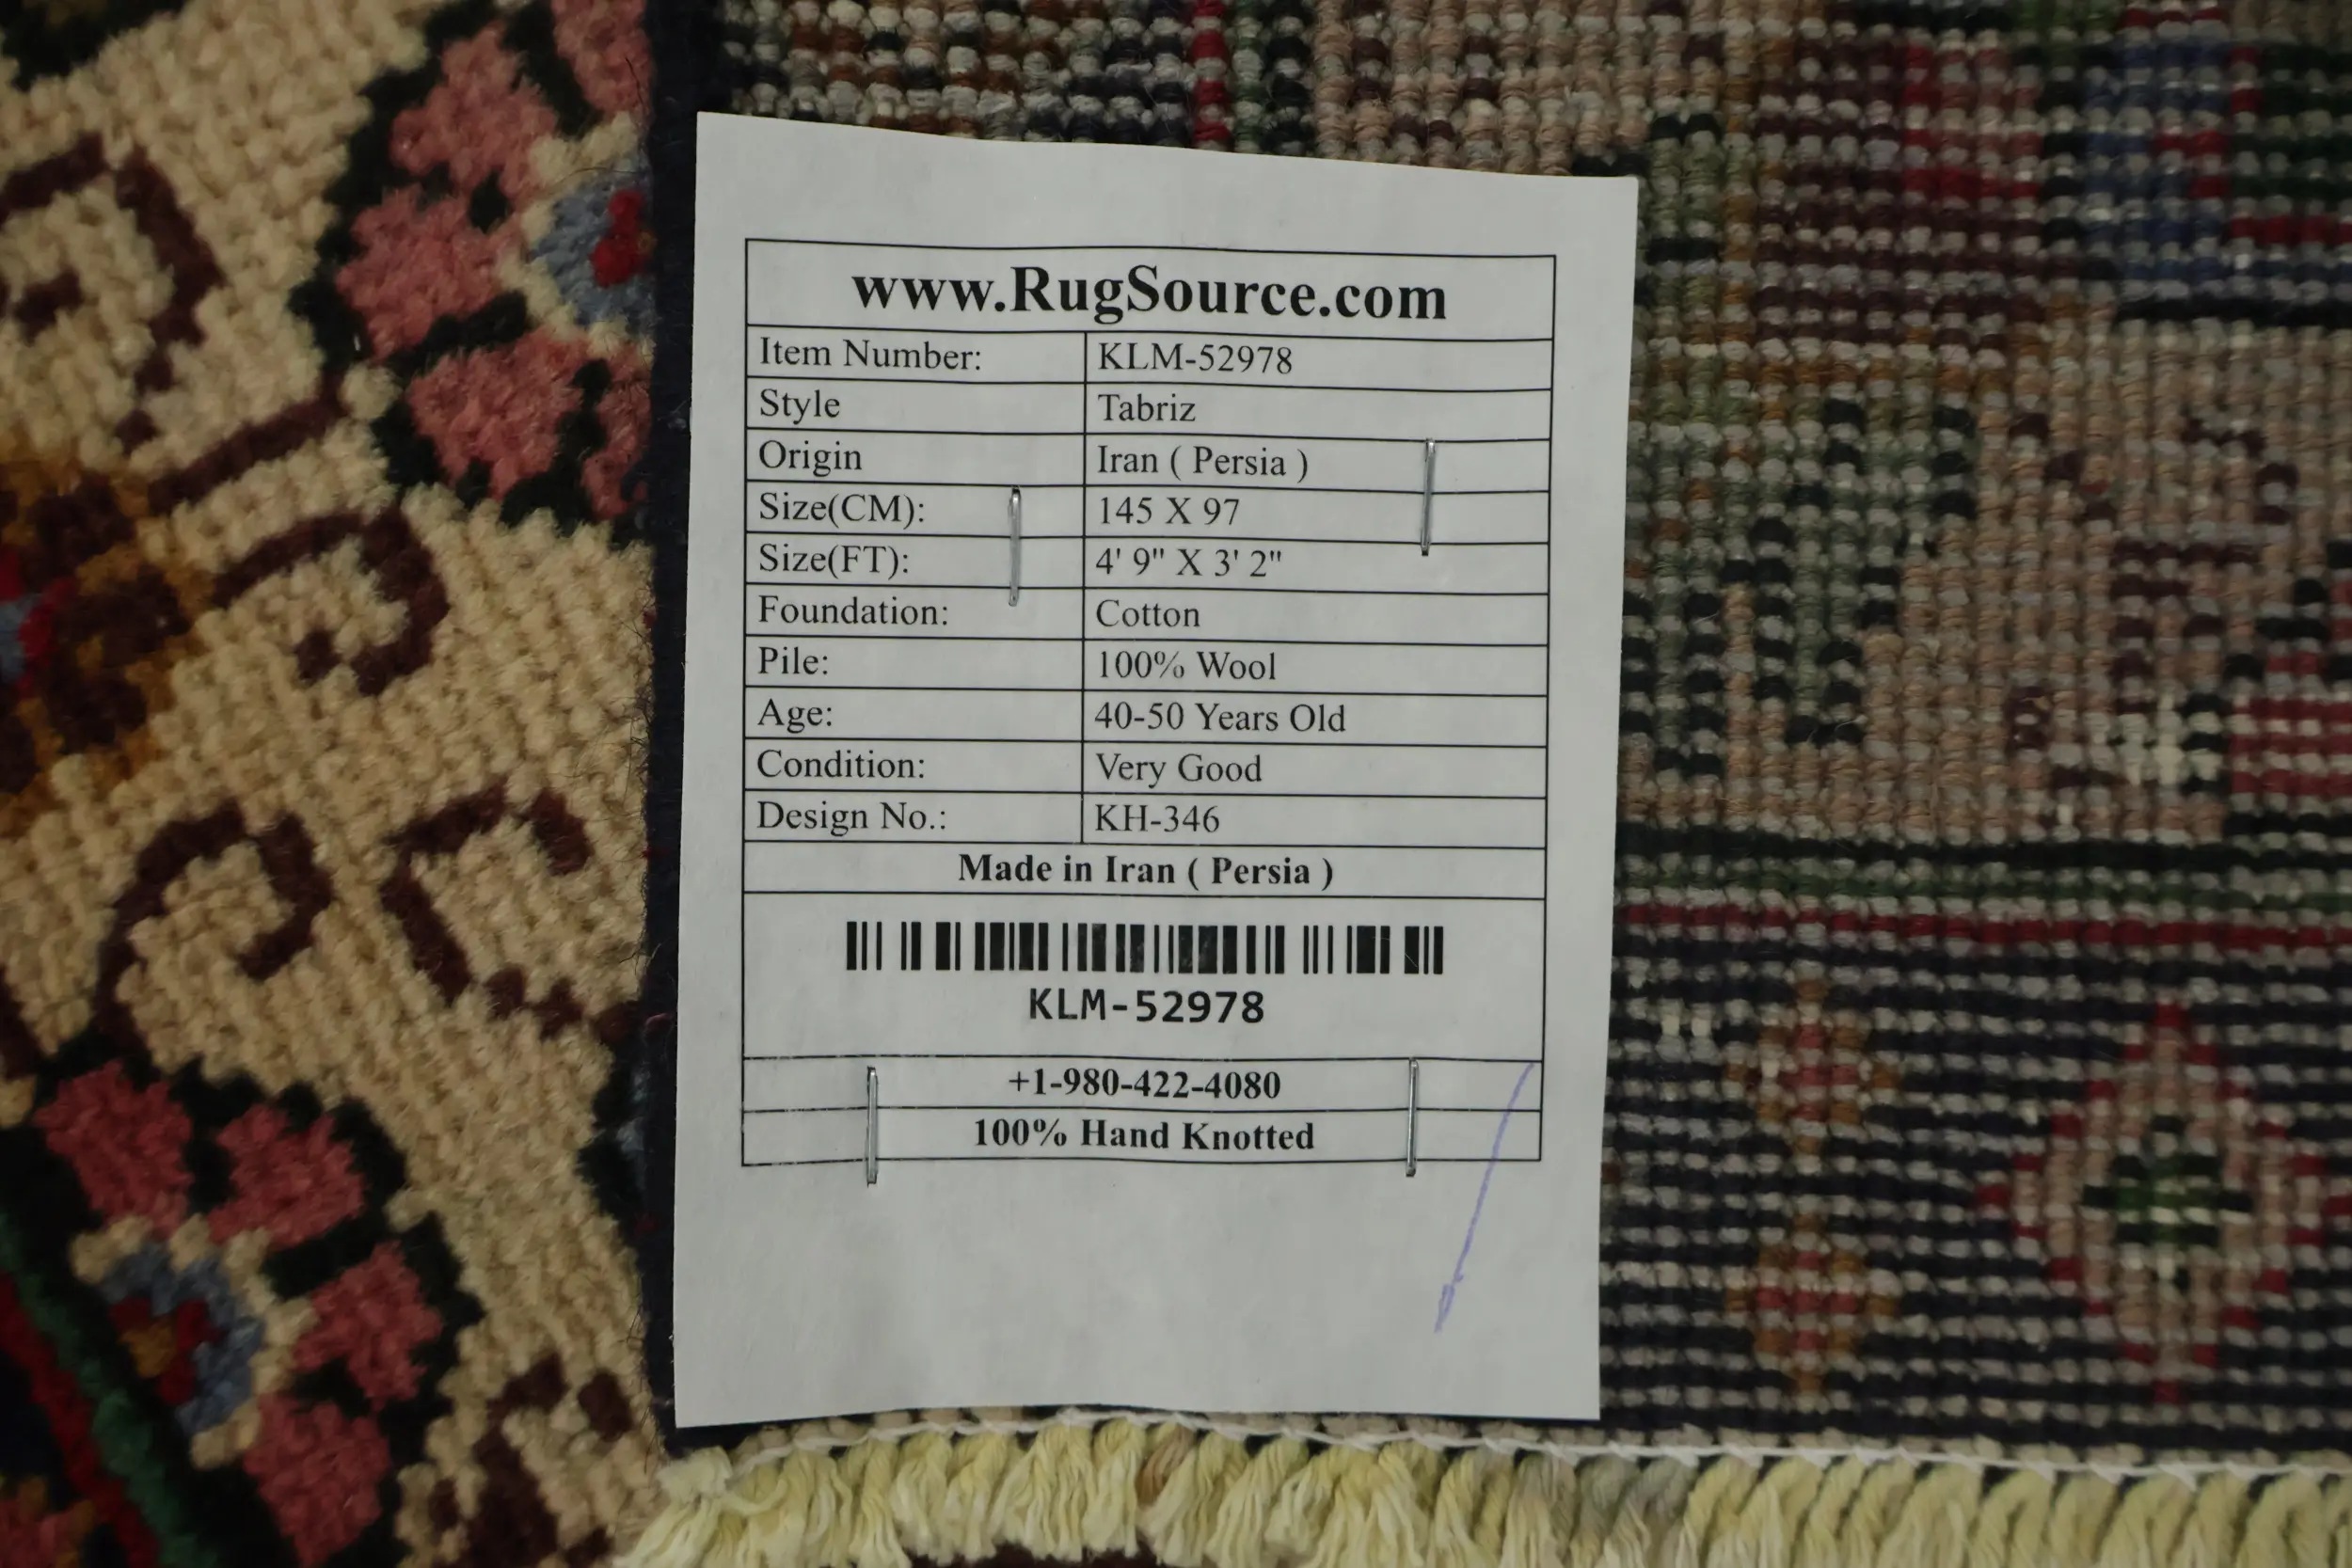 www.RugSource.com
Item Number: KLM-52978
Style Tabriz
Origin Iran ( Persia )
Size(CM): 145 X 97
Size(FT): 4' 9" X 3' 2"
Foundation: Cotton
Pile: 100% Wool
Age: 40-50 Years Old
Condition: Very Good
Design No.: KH-346
Made in Iran ( Persia )
KLM-52978
+1-980-422-4080
100% Hand Knotted